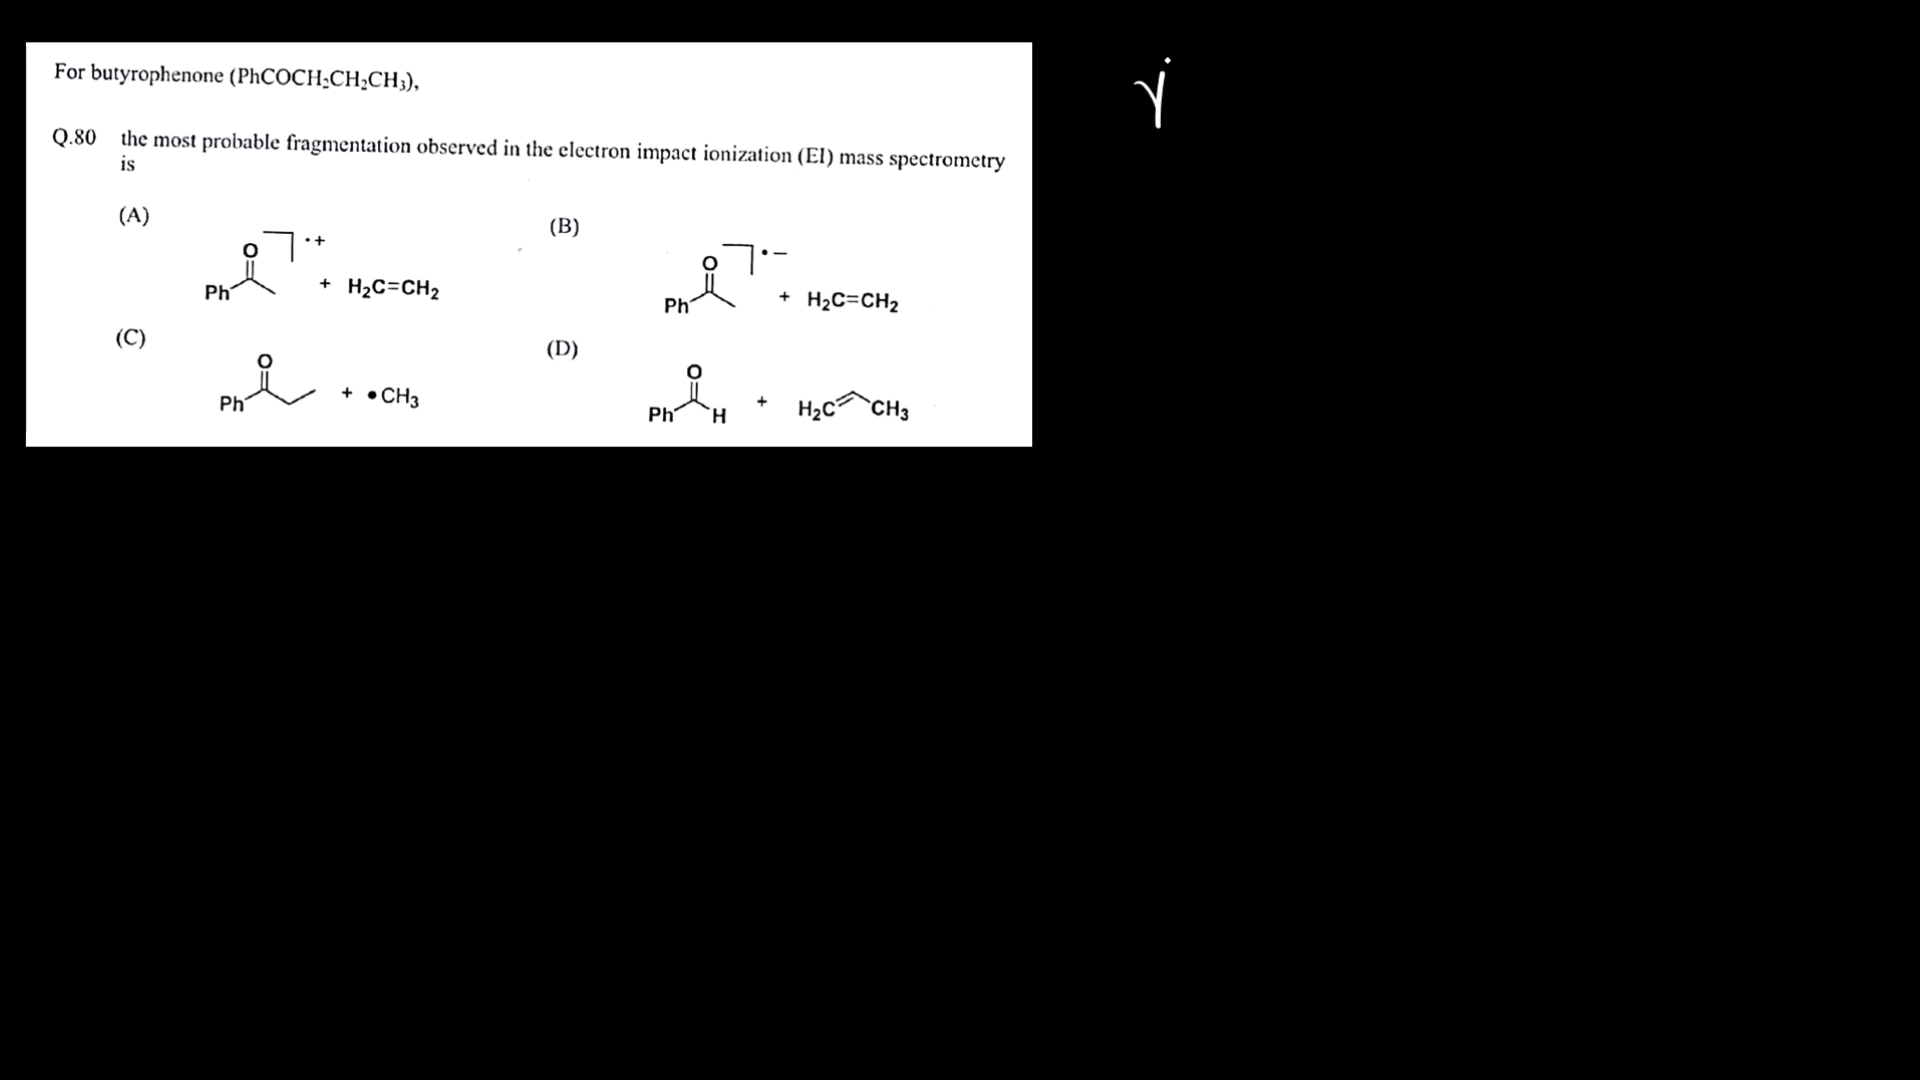 For butyrophenone (PhCOCH₂CH₂CH₃),
Q.80 the most probable fragmentation observed in the electron impact ionization (EI) mass spectrometry
is
(A)
(B)
O ·+
Ph + H₂C=CH₂
O ·−
Ph + H₂C=CH₂
(C)
(D)
O
Ph + •CH₃
O
Ph H + H₂C CH₃